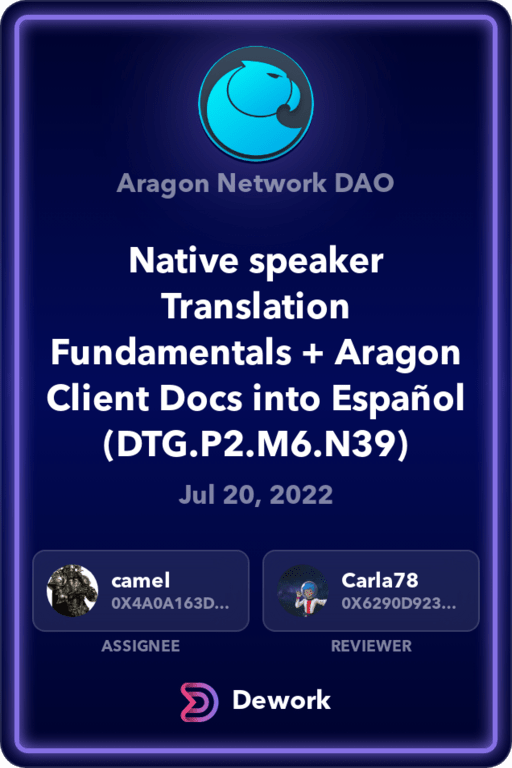 Aragon Network DAO
Native speaker
Translation
Fundamentals + Aragon
Client Docs into Español
(DTG.P2.M6.N39)
Jul 20, 2022
camel
0X4A0A163D...
Carla78
0X6290D923...
ASSIGNEE
REVIEWER
Dework